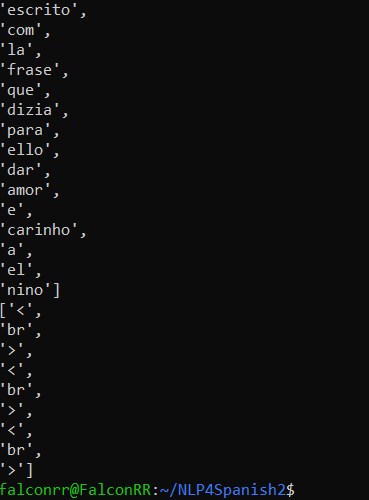 'escrito',
'com',
'la',
'frase',
'que',
'dizia',
'para',
'ello',
'dar',
'amor',
'e',
'carinho',
'a',
'el',
'nino']
['<',
'br',
'>',
'<',
'br',
'>',
'<',
'br',
'>']
falconrr@FalconRR:~/NLP4Spanish2$